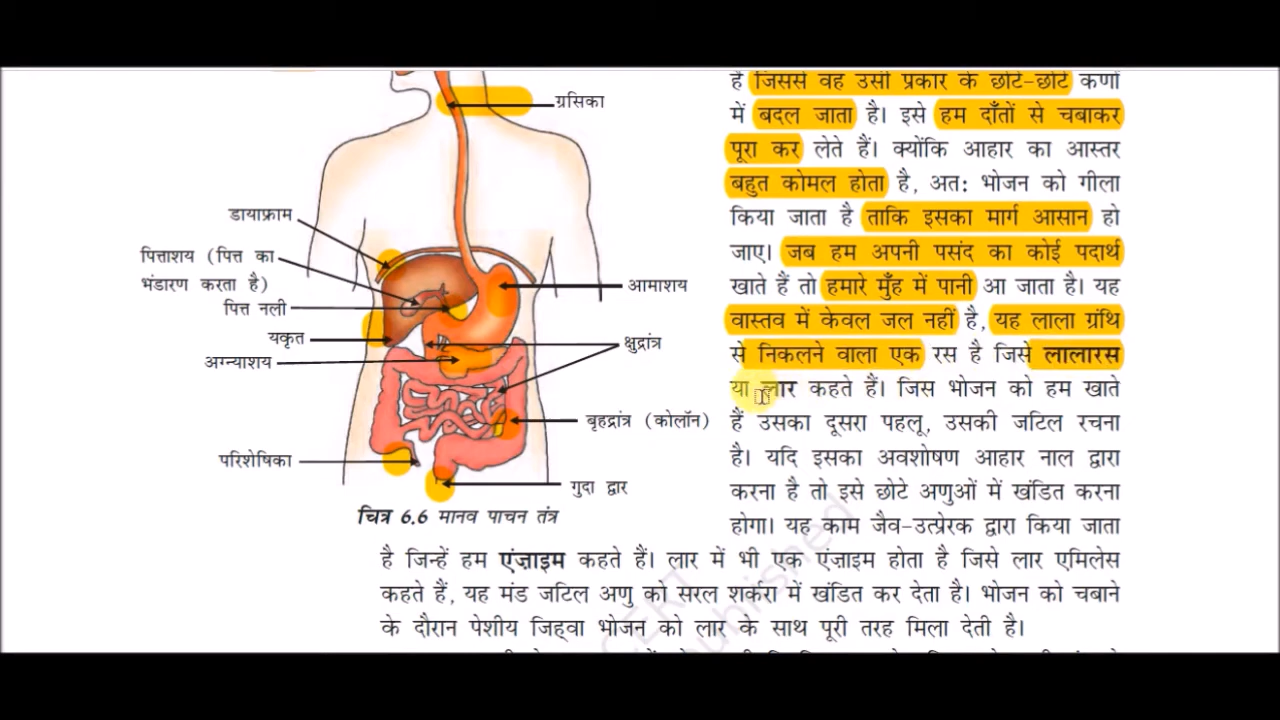 ग्रसिका
डायाफ्राम
पित्ताशय (पित्त का
भंडारण करता है)
पित्त नली
यकृत
अग्न्याशय
परिशेषिका
आमाशय
क्षुद्रांत्र
बृहद्रांत्र (कोलॉन)
गुदा द्वार
चित्र 6.6 मानव पाचन तंत्र
हैं जिससे वह उसी प्रकार के छोटे-छोटे कणों
में बदल जाता है। इसे हम दाँतों से चबाकर
पूरा कर लेते हैं। क्योंकि आहार का आस्तर
बहुत कोमल होता है, अतः भोजन को गीला
किया जाता है ताकि इसका मार्ग आसान हो
जाए। जब हम अपनी पसंद का कोई पदार्थ
खाते हैं तो हमारे मुँह में पानी आ जाता है। यह
वास्तव में केवल जल नहीं है, यह लाला ग्रंथि
से निकलने वाला एक रस है जिसे लालारस
या लार कहते हैं। जिस भोजन को हम खाते
हैं उसका दूसरा पहलू, उसकी जटिल रचना
है। यदि इसका अवशोषण आहार नाल द्वारा
करना है तो इसे छोटे अणुओं में खंडित करना
होगा। यह काम जैव-उत्प्रेरक द्वारा किया जाता
है जिन्हें हम एंज़ाइम कहते हैं। लार में भी एक एंज़ाइम होता है जिसे लार एमिलेस
कहते हैं, यह मंड जटिल अणु को सरल शर्करा में खंडित कर देता है। भोजन को चबाने
के दौरान पेशीय जिह्वा भोजन को लार के साथ पूरी तरह मिला देती है।